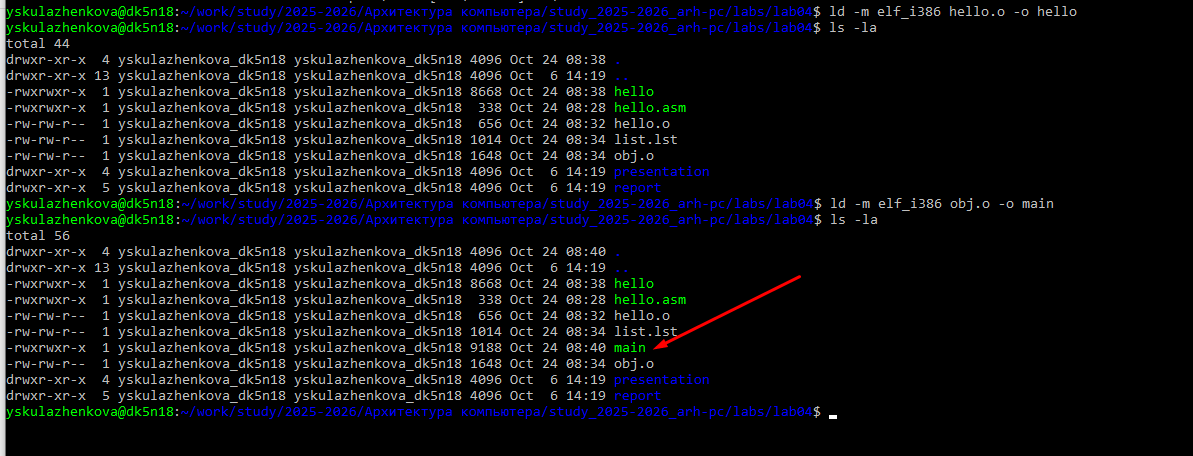 yskulazhenkova@dk5n18:~/work/study/2025-2026/Архитектура компьютера/study_2025-2026_arh-pc/labs/lab04$ ld -m elf_i386 hello.o -o hello
yskulazhenkova@dk5n18:~/work/study/2025-2026/Архитектура компьютера/study_2025-2026_arh-pc/labs/lab04$ ls -la
total 44
drwxr-xr-x  4 yskulazhenkova_dk5n18 yskulazhenkova_dk5n18 4096 Oct 24 08:38 .
drwxr-xr-x 13 yskulazhenkova_dk5n18 yskulazhenkova_dk5n18 4096 Oct  6 14:19 ..
-rwxrwxr-x  1 yskulazhenkova_dk5n18 yskulazhenkova_dk5n18 8668 Oct 24 08:38 hello
-rwxrwxr-x  1 yskulazhenkova_dk5n18 yskulazhenkova_dk5n18  338 Oct 24 08:28 hello.asm
-rw-rw-r--  1 yskulazhenkova_dk5n18 yskulazhenkova_dk5n18  656 Oct 24 08:32 hello.o
-rw-rw-r--  1 yskulazhenkova_dk5n18 yskulazhenkova_dk5n18 1014 Oct 24 08:34 list.lst
-rw-rw-r--  1 yskulazhenkova_dk5n18 yskulazhenkova_dk5n18 1648 Oct 24 08:34 obj.o
drwxr-xr-x  4 yskulazhenkova_dk5n18 yskulazhenkova_dk5n18 4096 Oct  6 14:19 presentation
drwxr-xr-x  5 yskulazhenkova_dk5n18 yskulazhenkova_dk5n18 4096 Oct  6 14:19 report
yskulazhenkova@dk5n18:~/work/study/2025-2026/Архитектура компьютера/study_2025-2026_arh-pc/labs/lab04$ ld -m elf_i386 obj.o -o main
yskulazhenkova@dk5n18:~/work/study/2025-2026/Архитектура компьютера/study_2025-2026_arh-pc/labs/lab04$ ls -la
total 56
drwxr-xr-x  4 yskulazhenkova_dk5n18 yskulazhenkova_dk5n18 4096 Oct 24 08:40 .
drwxr-xr-x 13 yskulazhenkova_dk5n18 yskulazhenkova_dk5n18 4096 Oct  6 14:19 ..
-rwxrwxr-x  1 yskulazhenkova_dk5n18 yskulazhenkova_dk5n18 8668 Oct 24 08:38 hello
-rwxrwxr-x  1 yskulazhenkova_dk5n18 yskulazhenkova_dk5n18  338 Oct 24 08:28 hello.asm
-rw-rw-r--  1 yskulazhenkova_dk5n18 yskulazhenkova_dk5n18  656 Oct 24 08:32 hello.o
-rw-rw-r--  1 yskulazhenkova_dk5n18 yskulazhenkova_dk5n18 1014 Oct 24 08:34 list.lst
-rwxrwxr-x  1 yskulazhenkova_dk5n18 yskulazhenkova_dk5n18 9188 Oct 24 08:40 main
-rw-rw-r--  1 yskulazhenkova_dk5n18 yskulazhenkova_dk5n18 1648 Oct 24 08:34 obj.o
drwxr-xr-x  4 yskulazhenkova_dk5n18 yskulazhenkova_dk5n18 4096 Oct  6 14:19 presentation
drwxr-xr-x  5 yskulazhenkova_dk5n18 yskulazhenkova_dk5n18 4096 Oct  6 14:19 report
yskulazhenkova@dk5n18:~/work/study/2025-2026/Архитектура компьютера/study_2025-2026_arh-pc/labs/lab04$